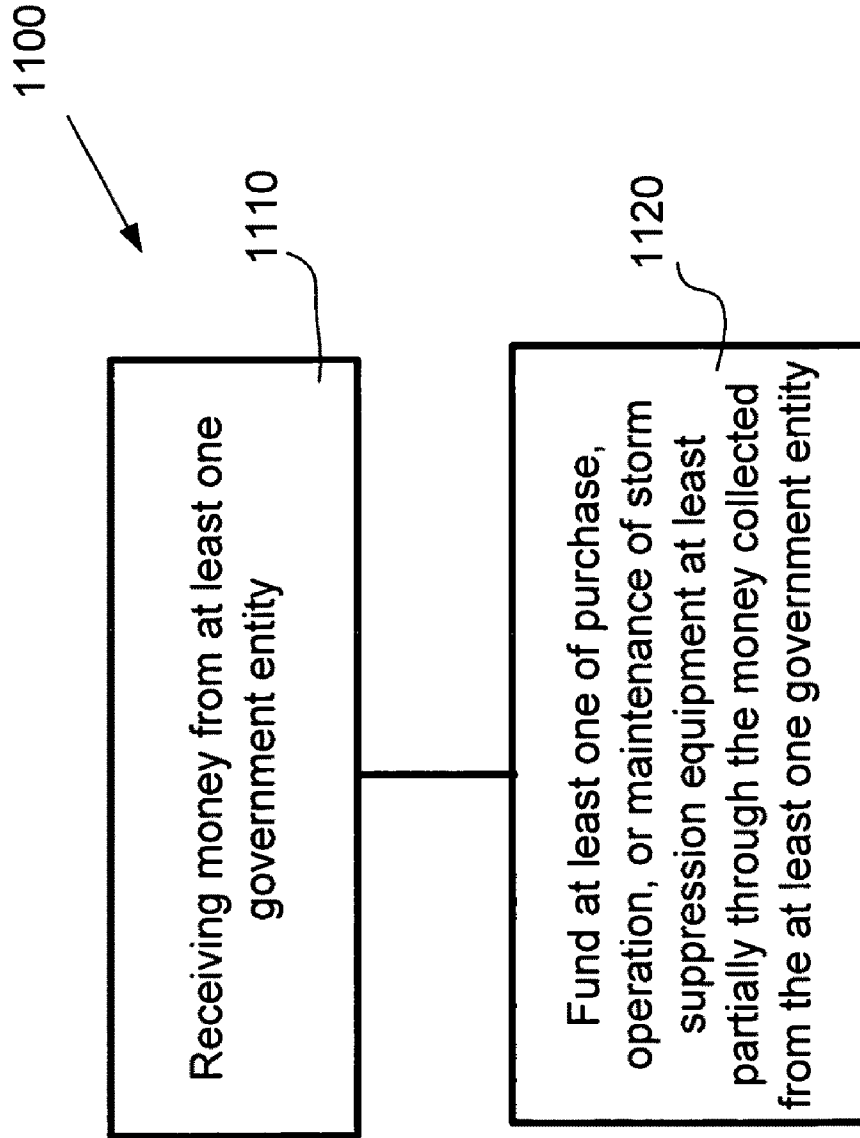 1100
Receiving money from at least one
government entity
1110
Fund at least one of purchase,
operation, or maintenance of storm
suppression equipment at least
partially through the money collected
from the at least one government entity
1120